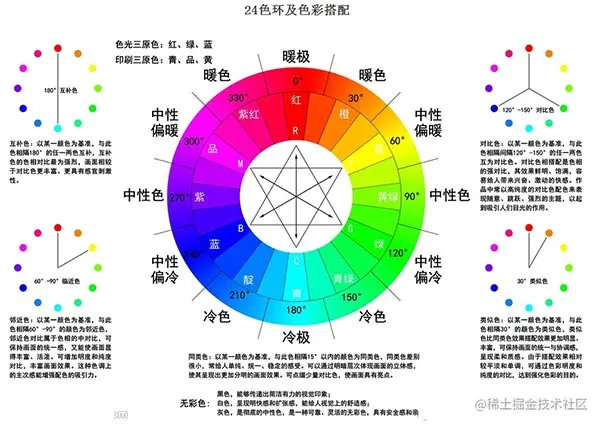 24色环及色彩搭配
色光三原色：红、绿、蓝
印刷三原色：青、品、黄
暖极
暖色
暖色
中性
偏暖
中性
偏暖
中性色
中性色
中性
偏冷
中性
偏冷
冷色
冷色
冷极
0°
30°
60°
90°
120°
150°
180°
210°
240°
270°
300°
330°
红
R
橙
黄绿
绿
G
青绿
青
C
靛
蓝
B
紫
品
M
紫红
180° 互补色
互补色：以某一颜色为基准，与此
色相隔180°的任一两色互补，互补
色的色相对比最为强烈，画面相较
于对比色更丰富、更具有感官刺激
性。
60°-90° 临近色
邻近色：以某一颜色为基准，与此
色相隔60°-90°的颜色为邻近色，
邻近色对比属于色相的中对比，可
保持画面的统一感，又能使画面显
得丰富、活泼。可增加明度和纯度
对比，丰富画面效果。这种色调上
的主次感能增强配色的吸引力。
120°-150° 对比色
对比色：以某一颜色为基准，与此
色相隔间隔120°-150°的任一两色
互为对比色。对比色相搭配是色相
的强对比，其效果鲜明、饱满，
容易给人带来兴奋、激动的快感。作
品中常以高纯度的对比色配色来表
现随意、跳跃、强烈的主题，以起
到吸引人们目光的作用。
30° 类似色
类似色：以某一颜色为基准，与此
色相隔30°的颜色为类似色，类似
色比同类色效果搭配效果更加明显、
丰富，可保持画面的统一与协调感，
呈现柔和质感。由于搭配效果相对
较平淡和单调，可通过色彩明度和
纯度的对比，达到强化色彩的目的。
同类色：以某一颜色为基准，与此色相隔15°以内的颜色为同类色，同类色差别
很小，常给人单纯、统一、稳定的感受。可以通过明暗层次体现画面的立体感，
使其呈现出更加分明的画面效果。可点缀少量对比色，使画面具有亮点。
黑色，能够传递出简洁有力的视觉印象；
无彩色：白色，呈现明快感和扩张感，能给人视觉上的舒适感；
灰色，是彻底的中性色，是一种可靠、灵活的无彩色。具有安全感和亲
@稀土掘金技术社区